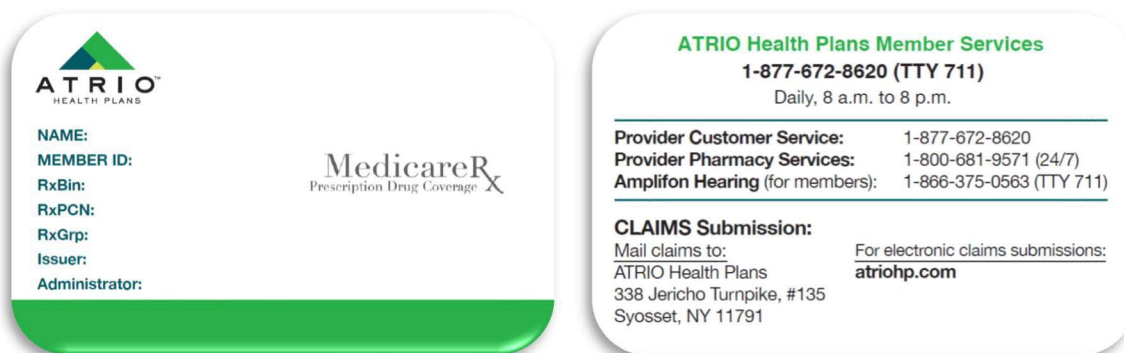 ATRIO™
HEALTH PLANS
NAME:
MEMBER ID:
RxBin:
RxPCN:
RxGrp:
Issuer:
Administrator:
MedicareRx
Prescription Drug Coverage
ATRIO Health Plans Member Services
1-877-672-8620 (TTY 711)
Daily, 8 a.m. to 8 p.m.
Provider Customer Service: 1-877-672-8620
Provider Pharmacy Services: 1-800-681-9571 (24/7)
Amplifon Hearing (for members): 1-866-375-0563 (TTY 711)
CLAIMS Submission:
Mail claims to:
ATRIO Health Plans
338 Jericho Turnpike, #135
Syosset, NY 11791
For electronic claims submissions:
atriohp.com